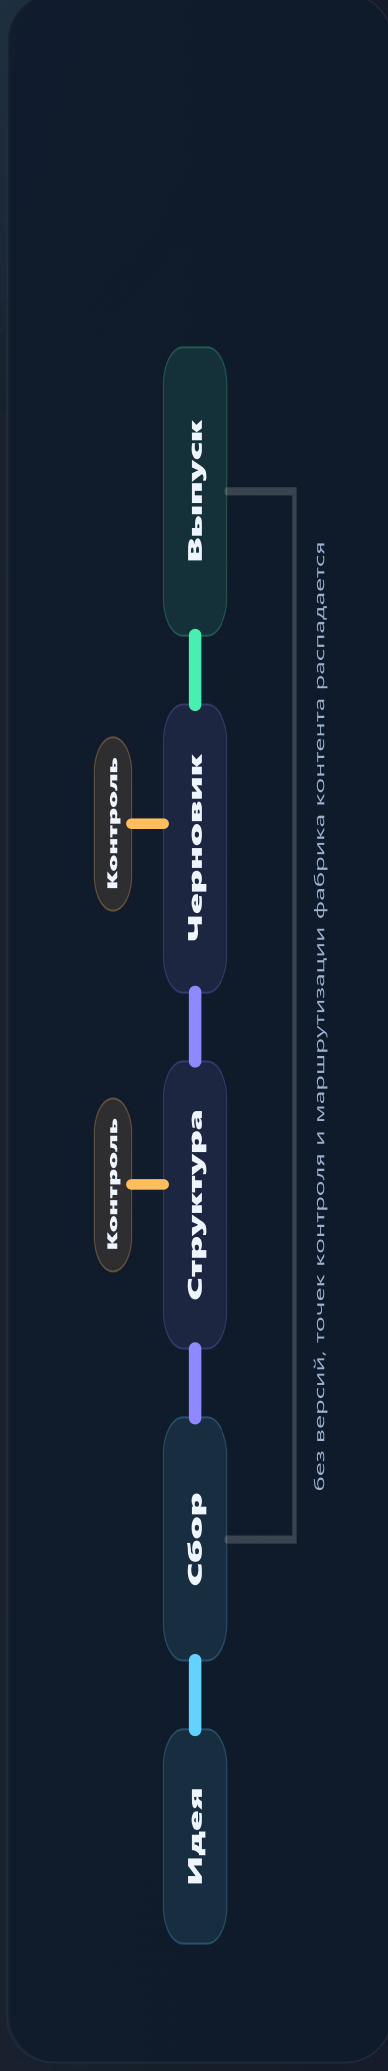 Контроль
Контроль
Идея
Сбор
Структура
Черновик
Выпуск
без версий, точек контроля и маршрутизации фабрика контента распадается